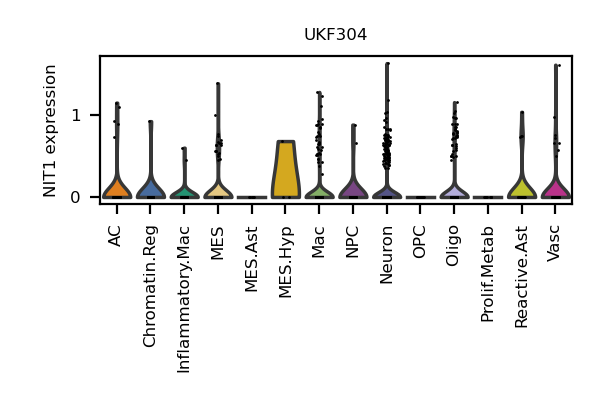 UKF304
NIT1 expression
1
0
AC
Chromatin.Reg
Inflammatory.Mac
MES
MES.Ast
MES.Hyp
Mac
NPC
Neuron
OPC
Oligo
Prolif.Metab
Reactive.Ast
Vasc